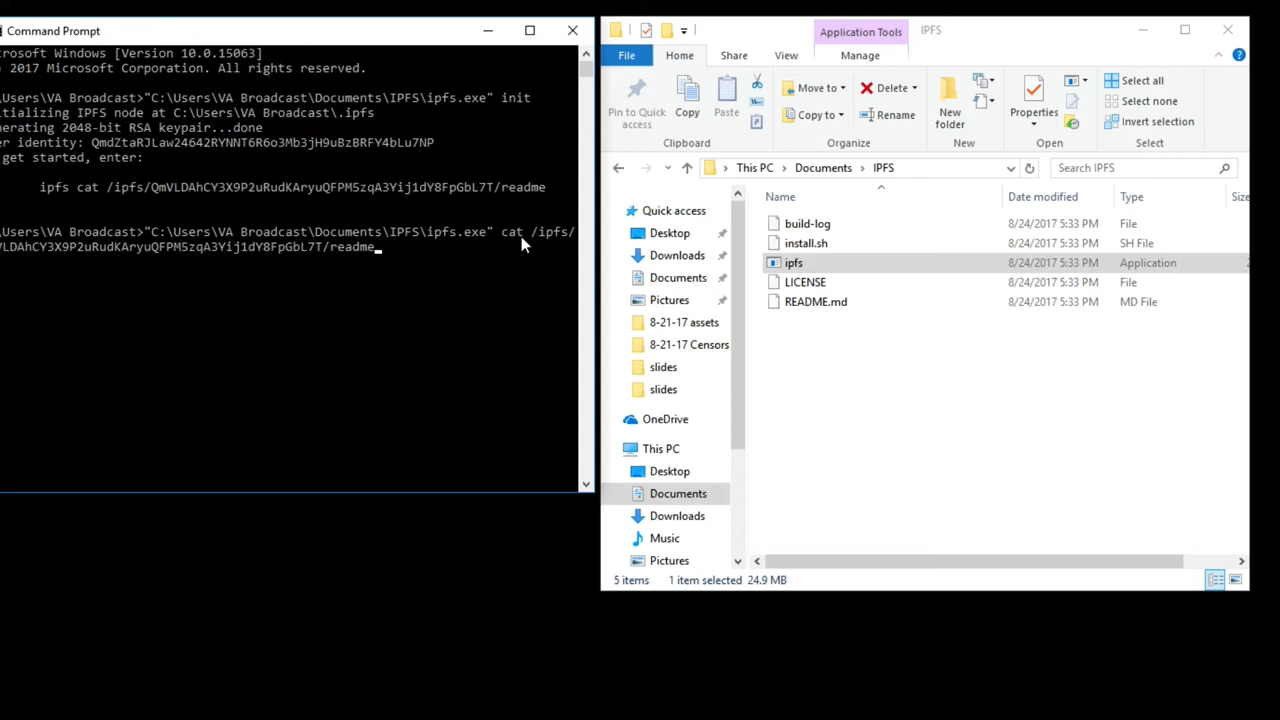 Command Prompt
crosoft Windows [Version 10.0.15063]
) 2017 Microsoft Corporation. All rights reserved.
\Users\VA Broadcast>"C:\Users\VA Broadcast\Documents\IPFS\ipfs.exe" init
itializing IPFS node at C:\Users\VA Broadcast\.ipfs
nerating 2048-bit RSA keypair...done
er identity: QmdZtaRJLaw24642RYNNT6R6o3Mb3jH9uBzBRFY4bLu7NP
get started, enter:
ipfs cat /ipfs/QmVLDAhCY3X9P2uRudKAryuQFPM5zqA3Yij1dY8FpGbL7T/readme
\Users\VA Broadcast>"C:\Users\VA Broadcast\Documents\IPFS\ipfs.exe" cat /ipfs/
VLDAhCY3X9P2uRudKAryuQFPM5zqA3Yij1dY8FpGbL7T/readme
Application Tools
IPFS
File
Home
Share
View
Manage
Pin to Quick access
Copy
Paste
Clipboard
Move to
Copy to
Delete
Rename
Organize
New folder
New
Properties
Open
Select all
Select none
Invert selection
Select
This PC
Documents
IPFS
Search IPFS
Quick access
Desktop
Downloads
Documents
Pictures
8-21-17 assets
8-21-17 Censors
slides
slides
OneDrive
This PC
Desktop
Documents
Downloads
Music
Pictures
Name Date modified Type Size
build-log 8/24/2017 5:33 PM File
install.sh 8/24/2017 5:33 PM SH File
ipfs 8/24/2017 5:33 PM Application 2
LICENSE 8/24/2017 5:33 PM File
README.md 8/24/2017 5:33 PM MD File
5 items 1 item selected 24.9 MB